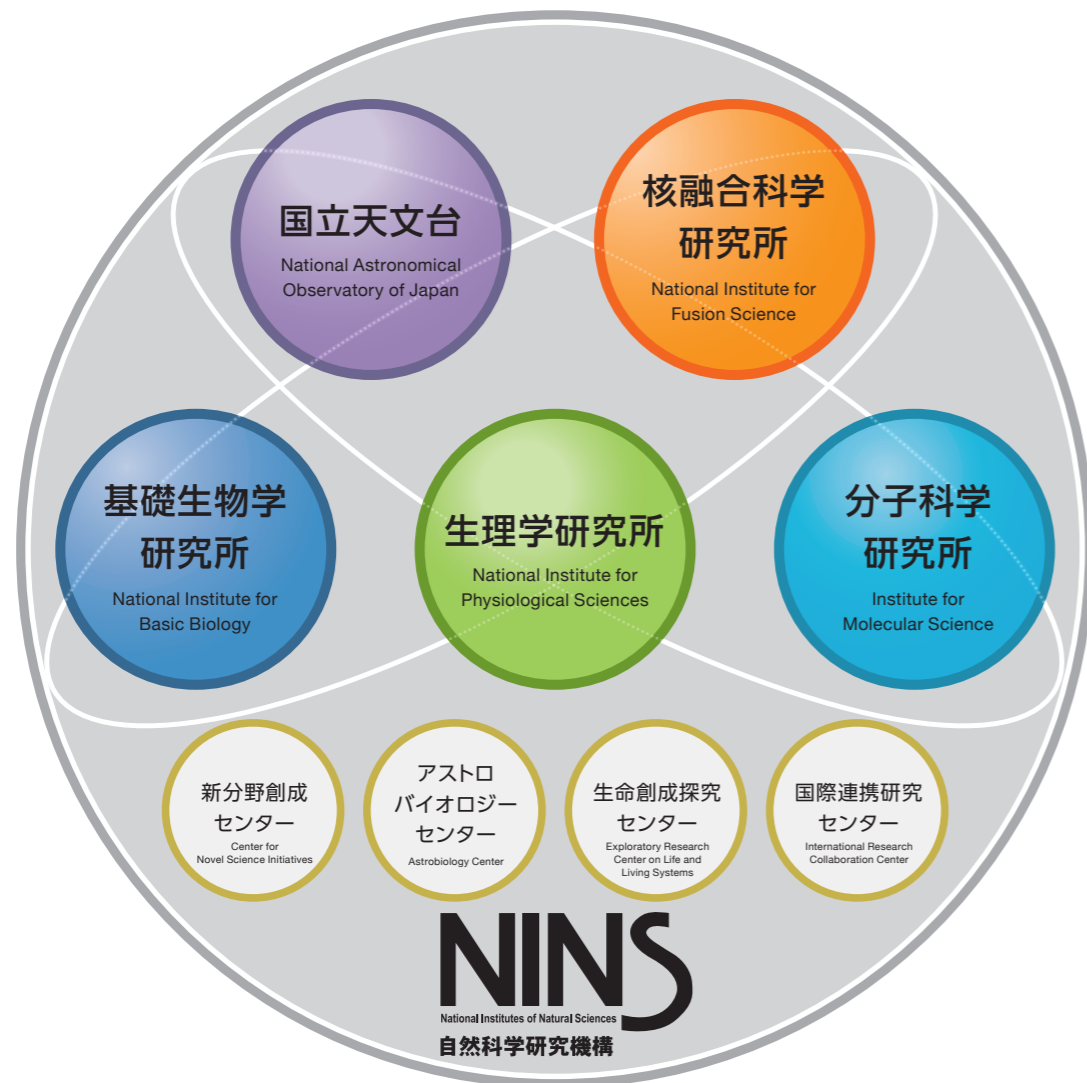 国立天文台
National Astronomical
Observatory of Japan
核融合科学
研究所
National Institute for
Fusion Science
基礎生物学
研究所
National Institute for
Basic Biology
生理学研究所
National Institute for
Physiological Sciences
分子科学
研究所
Institute for
Molecular Science
新分野創成
センター
Center for
Novel Science Initiatives
アストロ
バイオロジー
センター
Astrobiology Center
生命創成探究
センター
Exploratory Research
Center on Life and
Living Systems
国際連携研究
センター
International Research
Collaboration Center
NINS
National Institutes of Natural Sciences
自然科学研究機構